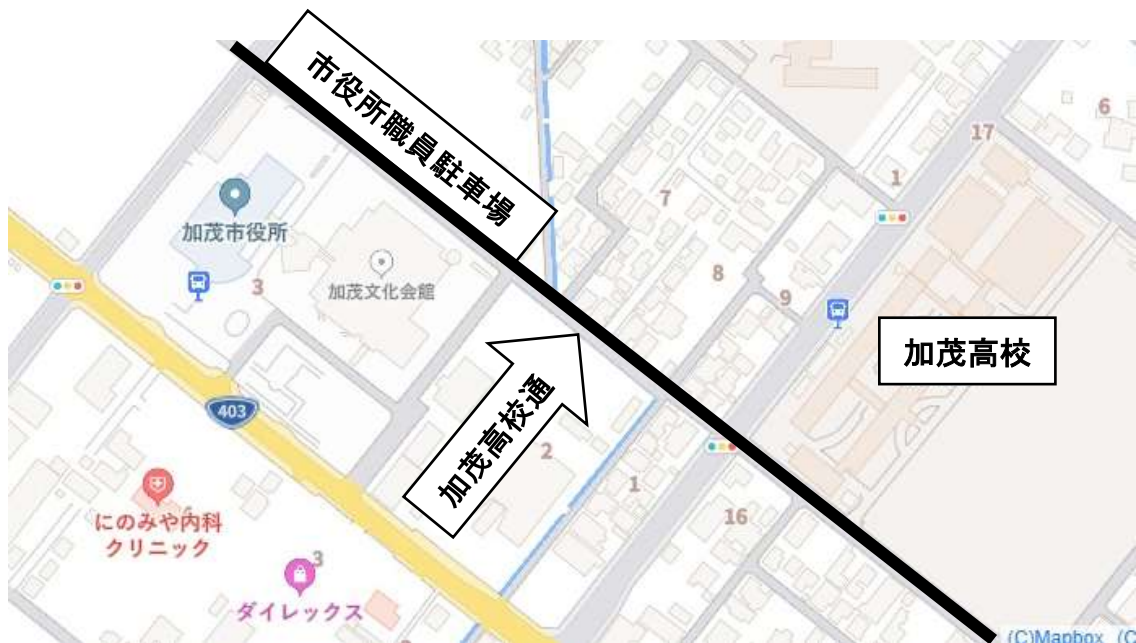 市役所職員駐車場
6
17
1
7
加茂市役所
3
加茂文化会館
8
9
加茂高校
加茂高校通
403
2
1
16
にのみや内科
クリニック
3
ダイレックス
(C)Mapbox